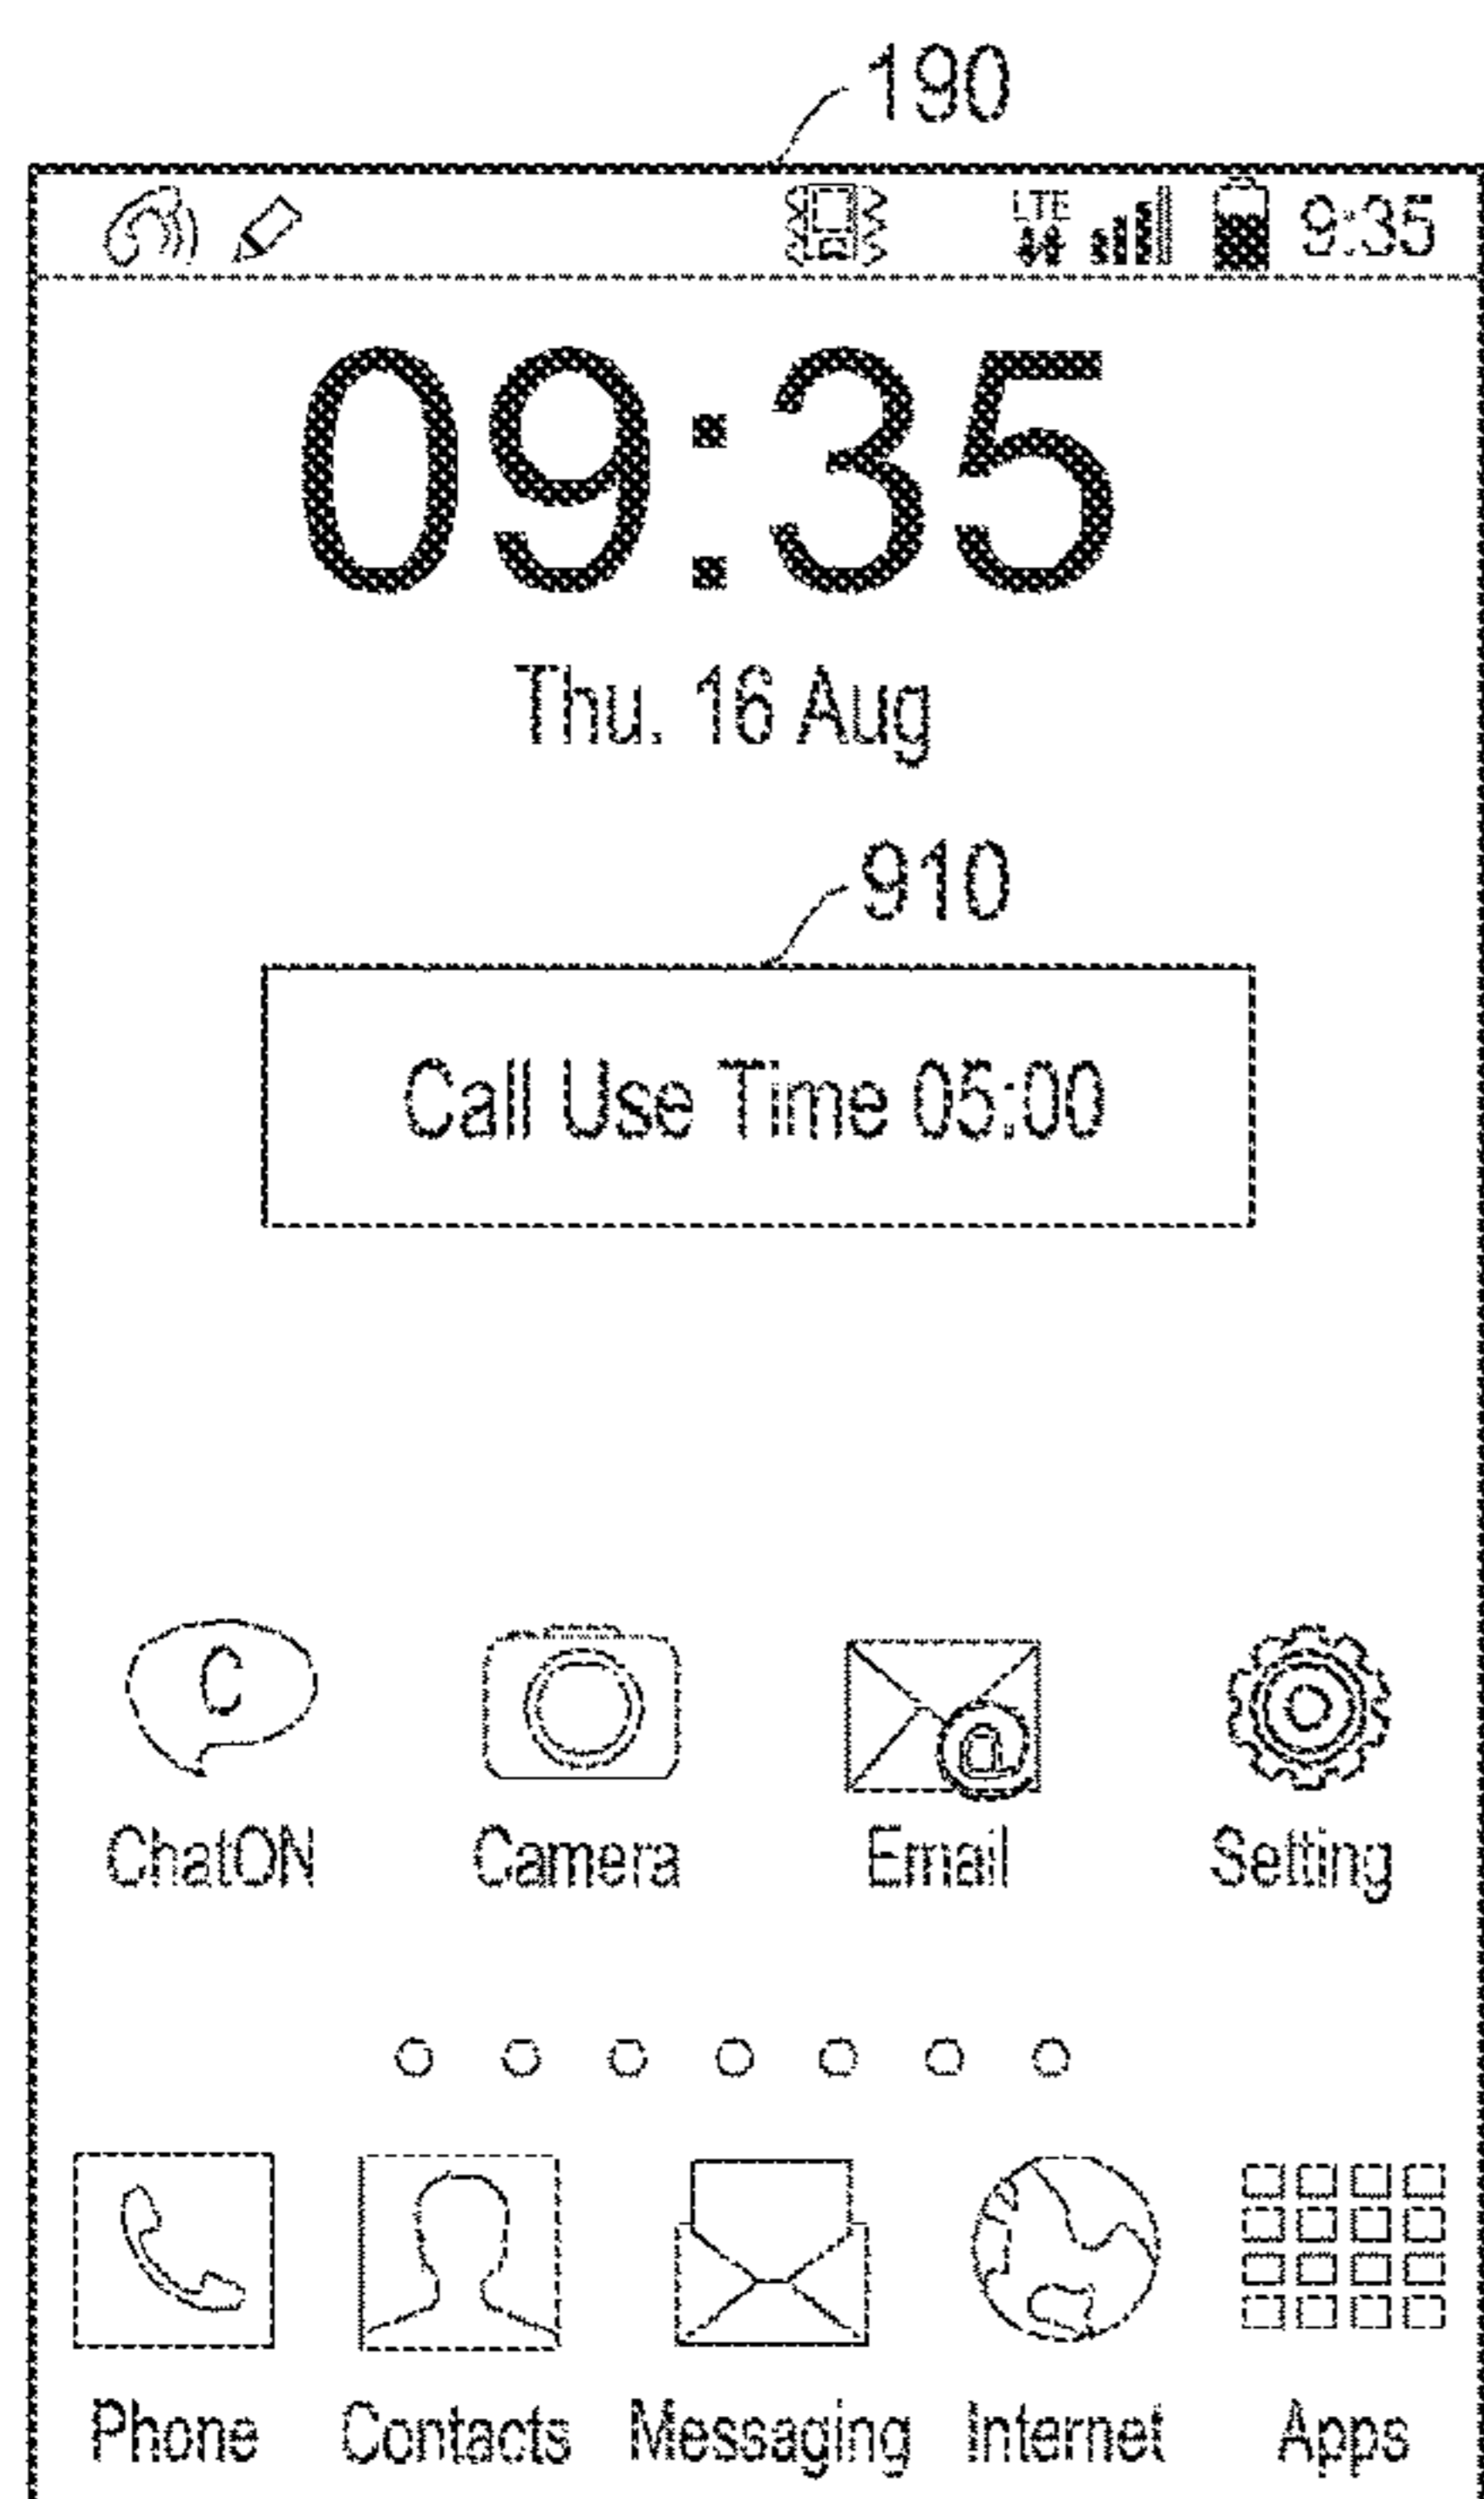 190
LTE 9:35
09:35
Thu. 16 Aug
910
Call Use Time 05:00
C
ChatON Camera Email Setting
Phone Contacts Messaging Internet Apps